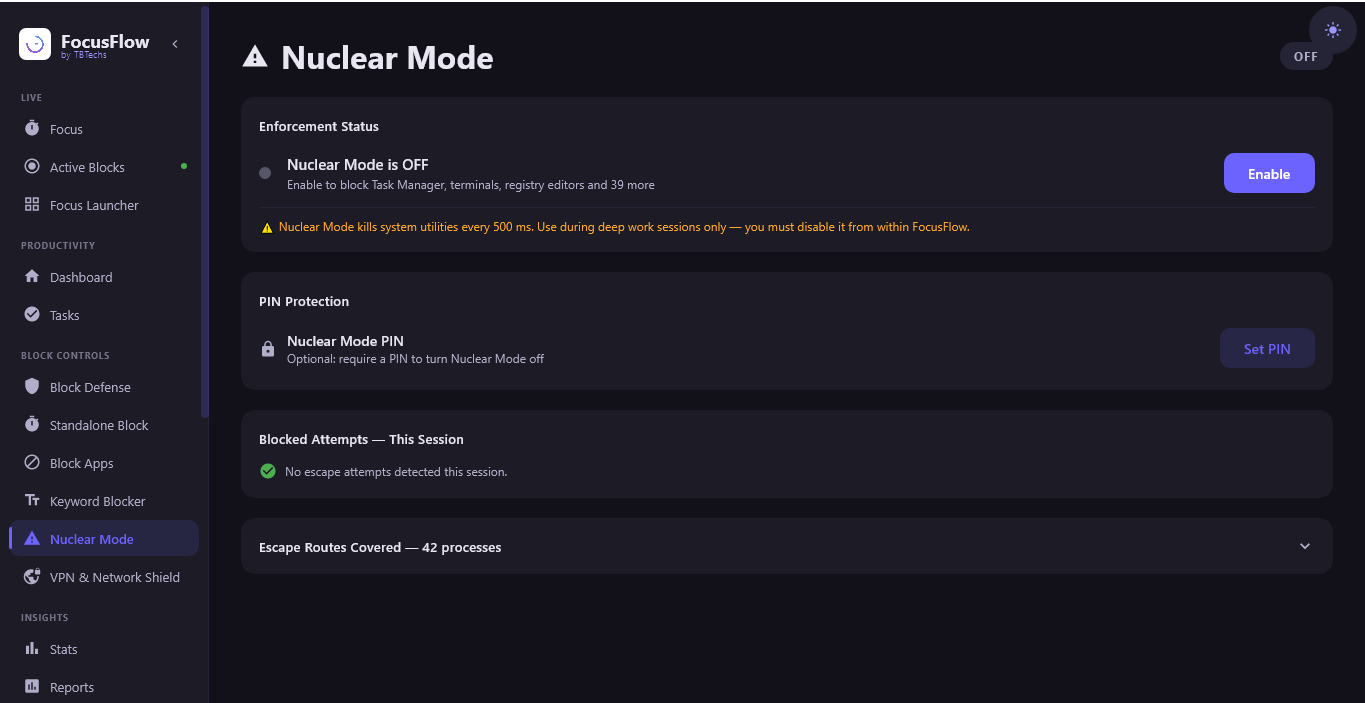 FocusFlow
by TBTechs
LIVE
Focus
Active Blocks
Focus Launcher
PRODUCTIVITY
Dashboard
Tasks
BLOCK CONTROLS
Block Defense
Standalone Block
Block Apps
Keyword Blocker
Nuclear Mode
VPN & Network Shield
INSIGHTS
Stats
Reports
Nuclear Mode
OFF
Enforcement Status
Nuclear Mode is OFF
Enable to block Task Manager, terminals, registry editors and 39 more
Enable
Nuclear Mode kills system utilities every 500 ms. Use during deep work sessions only — you must disable it from within FocusFlow.
PIN Protection
Nuclear Mode PIN
Optional: require a PIN to turn Nuclear Mode off
Set PIN
Blocked Attempts — This Session
No escape attempts detected this session.
Escape Routes Covered — 42 processes